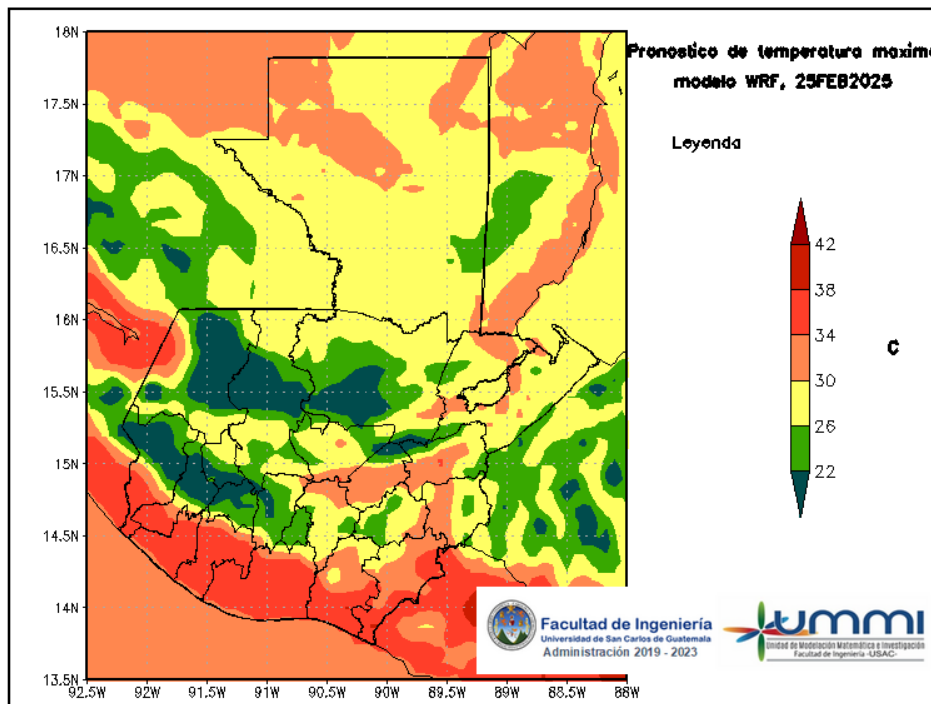 Pronostico de temperatura maxima
modelo WRF, 25FEB2025
Leyenda
42
38
34
30
26
22
C
18N
17.5N
17N
16.5N
16N
15.5N
15N
14.5N
14N
13.5N
92.5W
92W
91.5W
91W
90.5W
90W
89.5W
89W
88.5W
88W
Facultad de Ingeniería
Universidad de San Carlos de Guatemala
Administración 2019 - 2023
UMMI
Unidad de Modelación Matemática e Investigación
Facultad de Ingeniería -USAC-